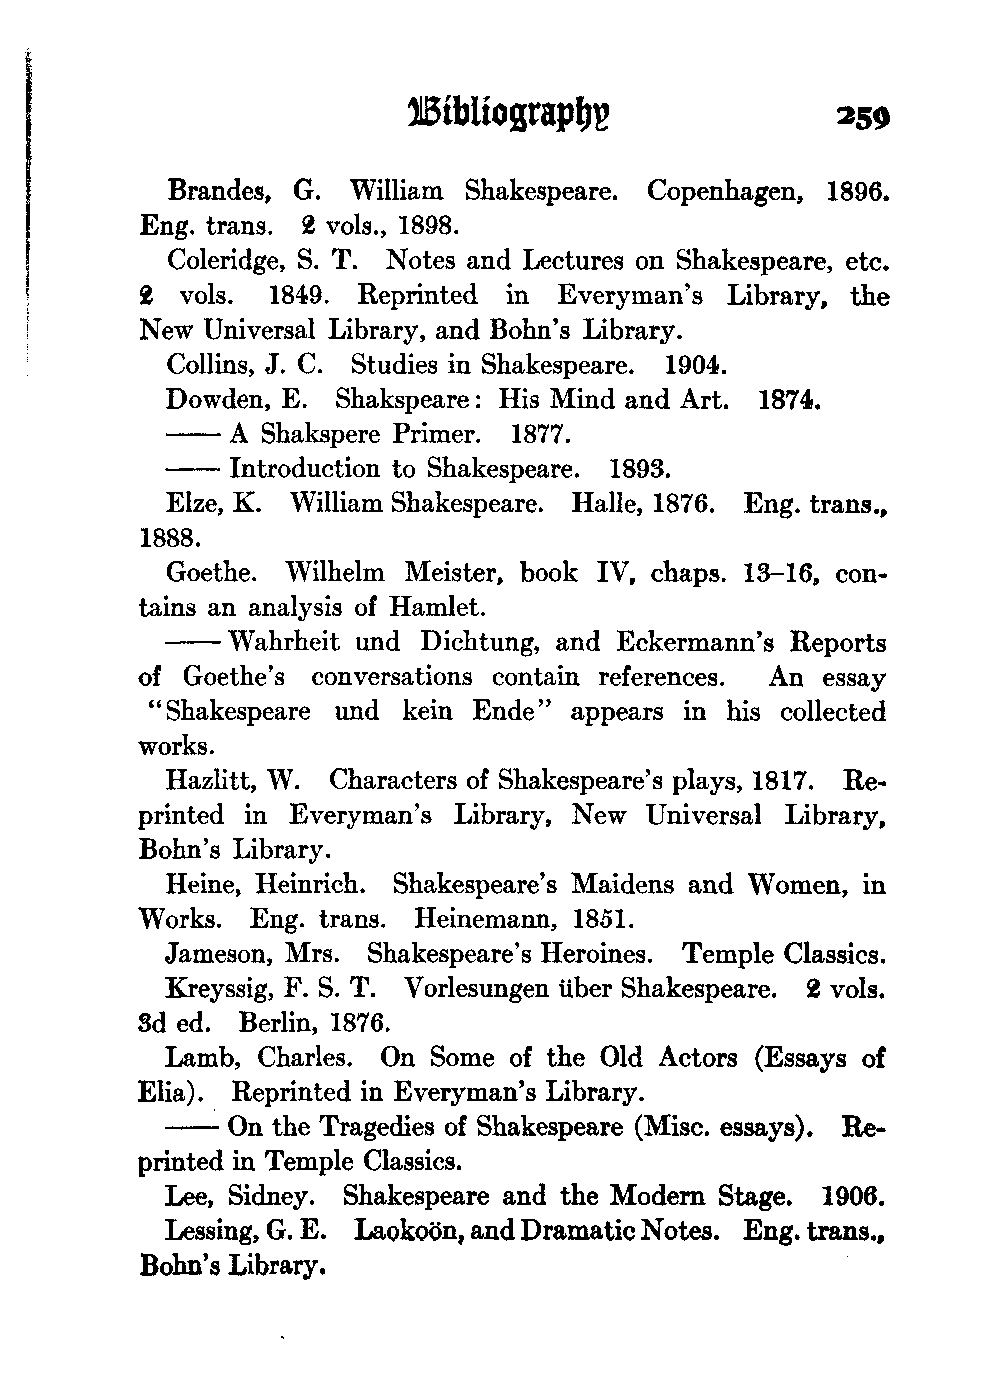 Bibliography 259
Brandes, G. William Shakespeare. Copenhagen, 1896.
Eng. trans. 2 vols., 1898.
Coleridge, S. T. Notes and Lectures on Shakespeare, etc.
2 vols. 1849. Reprinted in Everyman's Library, the
New Universal Library, and Bohn's Library.
Collins, J. C. Studies in Shakespeare. 1904.
Dowden, E. Shakspeare: His Mind and Art. 1874.
—— A Shakspere Primer. 1877.
—— Introduction to Shakespeare. 1893.
Elze, K. William Shakespeare. Halle, 1876. Eng. trans.,
1888.
Goethe. Wilhelm Meister, book IV, chaps. 13–16, con-
tains an analysis of Hamlet.
—— Wahrheit und Dichtung, and Eckermann's Reports
of Goethe's conversations contain references. An essay
"Shakespeare und kein Ende" appears in his collected
works.
Hazlitt, W. Characters of Shakespeare's plays, 1817. Re-
printed in Everyman's Library, New Universal Library,
Bohn's Library.
Heine, Heinrich. Shakespeare's Maidens and Women, in
Works. Eng. trans. Heinemann, 1851.
Jameson, Mrs. Shakespeare's Heroines. Temple Classics.
Kreyssig, F. S. T. Vorlesungen über Shakespeare. 2 vols.
3d ed. Berlin, 1876.
Lamb, Charles. On Some of the Old Actors (Essays of
Elia). Reprinted in Everyman's Library.
—— On the Tragedies of Shakespeare (Misc. essays). Re-
printed in Temple Classics.
Lee, Sidney. Shakespeare and the Modern Stage. 1906.
Lessing, G. E. Laokoön, and Dramatic Notes. Eng. trans.,
Bohn's Library.